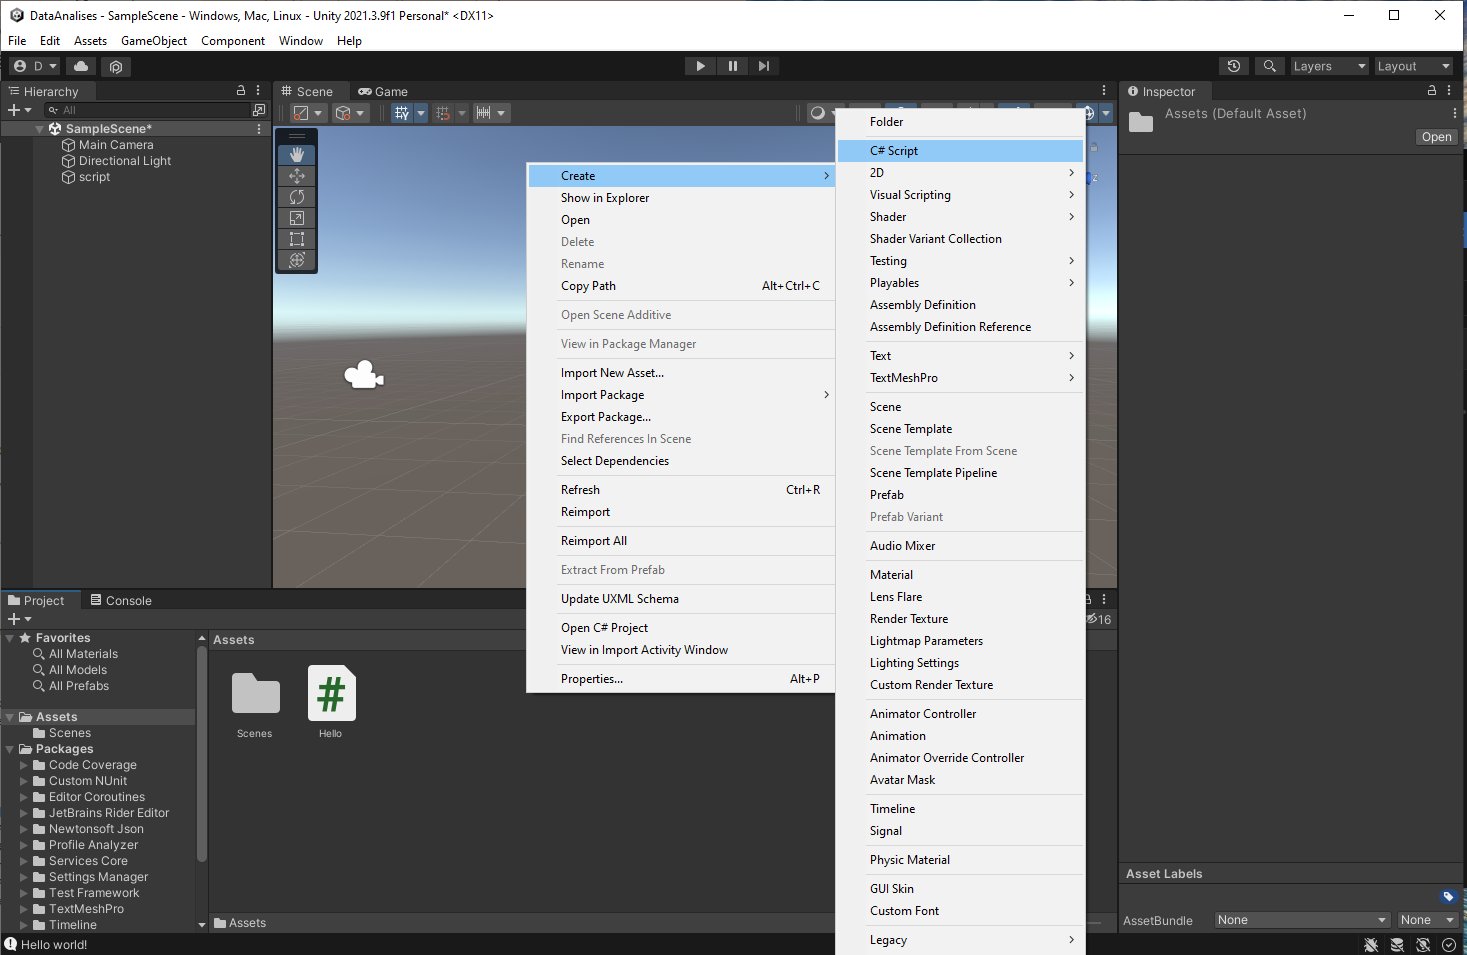 DataAnalises - SampleScene - Windows, Mac, Linux - Unity 2021.3.9f1 Personal* <DX11>
File Edit Assets GameObject Component Window Help
D
Layers
Layout
Hierarchy
All
SampleScene*
Main Camera
Directional Light
script
Scene
Game
z
Inspector
Assets (Default Asset)
Open
Create
Show in Explorer
Open
Delete
Rename
Copy Path Alt+Ctrl+C
Open Scene Additive
View in Package Manager
Import New Asset...
Import Package
Export Package...
Find References In Scene
Select Dependencies
Refresh Ctrl+R
Reimport
Reimport All
Extract From Prefab
Update UXML Schema
Open C# Project
View in Import Activity Window
Properties... Alt+P
Folder
C# Script
2D
Visual Scripting
Shader
Shader Variant Collection
Testing
Playables
Assembly Definition
Assembly Definition Reference
Text
TextMeshPro
Scene
Scene Template
Scene Template From Scene
Scene Template Pipeline
Prefab
Prefab Variant
Audio Mixer
Material
Lens Flare
Render Texture
Lightmap Parameters
Lighting Settings
Custom Render Texture
Animator Controller
Animation
Animator Override Controller
Avatar Mask
Timeline
Signal
Physic Material
GUI Skin
Custom Font
Legacy
Project
Console
16
Favorites
All Materials
All Models
All Prefabs
Assets
Scenes
Packages
Code Coverage
Custom NUnit
Editor Coroutines
JetBrains Rider Editor
Newtonsoft Json
Profile Analyzer
Services Core
Settings Manager
Test Framework
TextMeshPro
Timeline
Assets
Scenes
Hello
Assets
Asset Labels
AssetBundle None None
Hello world!